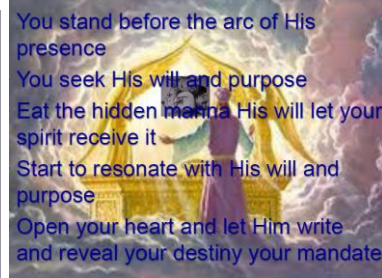 You stand before the arc of His
presence
You seek His will and purpose
Eat the hidden manna His will let your
spirit receive it
Start to resonate with His will and
purpose
Open your heart and let Him write
and reveal your destiny your mandate